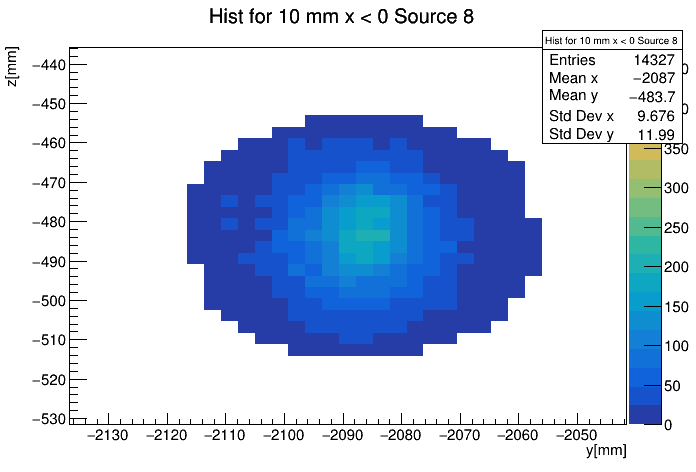 Hist for 10 mm x < 0 Source 8
z[mm]
Hist for 10 mm x < 0 Source 8
Entries 14327
Mean x −2087
Mean y −483.7
Std Dev x 9.676
Std Dev y 11.99
−440
−450
−460
−470
−480
−490
−500
−510
−520
−530
0
0
350
300
250
200
150
100
50
0
−2130 −2120 −2110 −2100 −2090 −2080 −2070 −2060 −2050
y[mm]